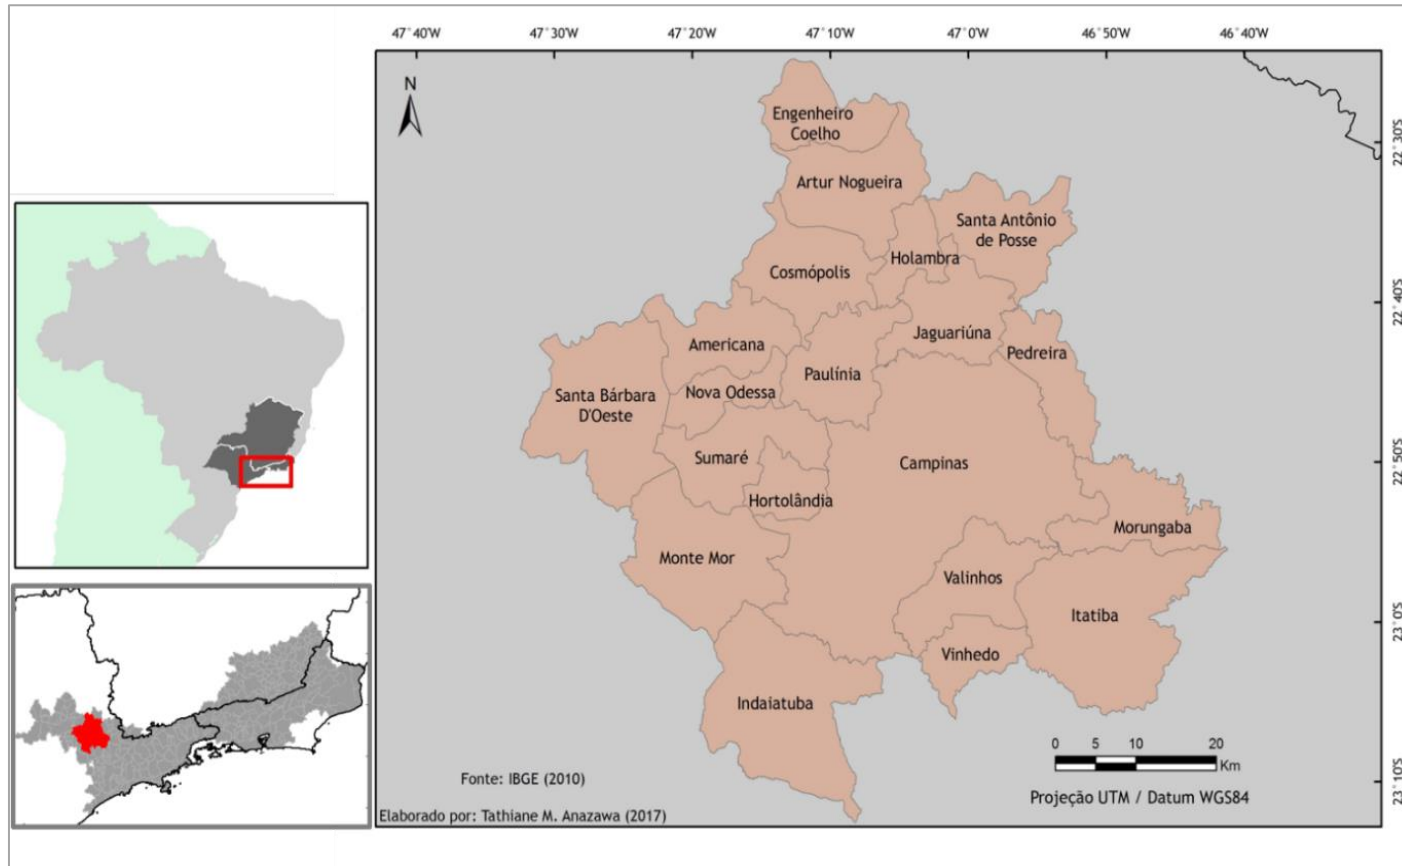 47°40'W
47°30'W
47°20'W
47°10'W
47°0'W
46°50'W
46°40'W
N
22°30'S
22°40'S
22°50'S
23°0'S
23°10'S
Engenheiro
Coelho
Artur Nogueira
Santa Antônio
de Posse
Holambra
Cosmópolis
Jaguariúna
Americana
Pedreira
Paulínia
Nova Odessa
Santa Bárbara
D'Oeste
Sumaré
Campinas
Hortolândia
Morungaba
Monte Mor
Valinhos
Itatiba
Vinhedo
Indaiatuba
0 5 10 20
Km
Fonte: IBGE (2010)
Projeção UTM / Datum WGS84
Elaborado por: Tathiane M. Anazawa (2017)